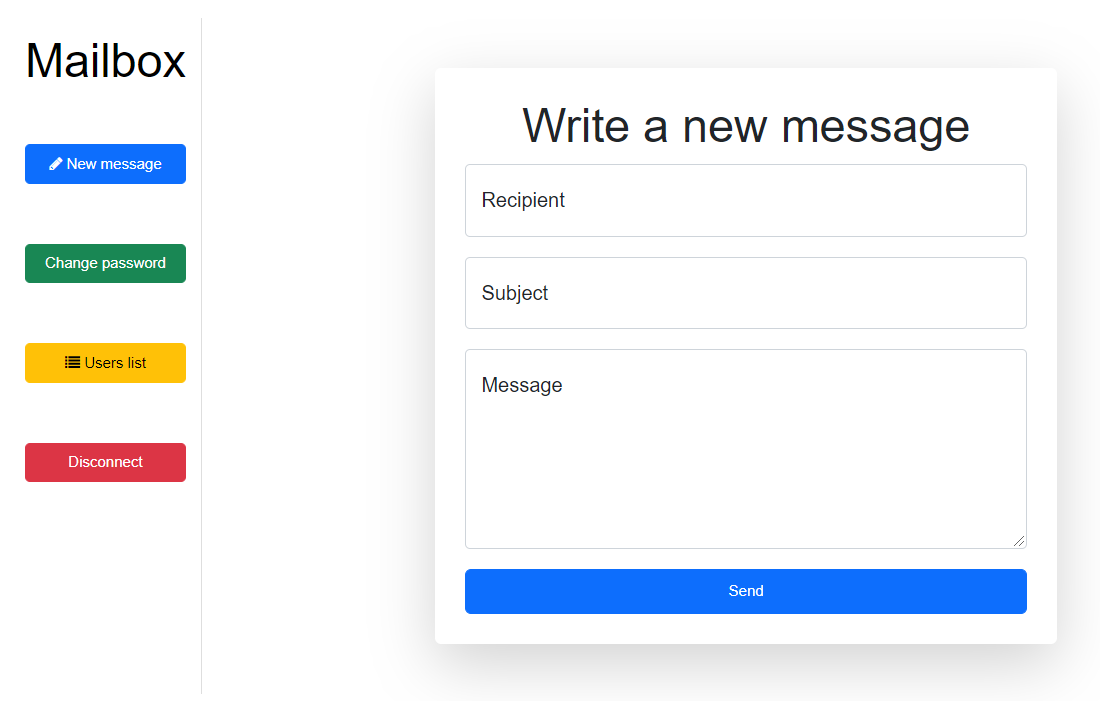 Mailbox
New message
Change password
Users list
Disconnect
Write a new message
Recipient
Subject
Message
Send